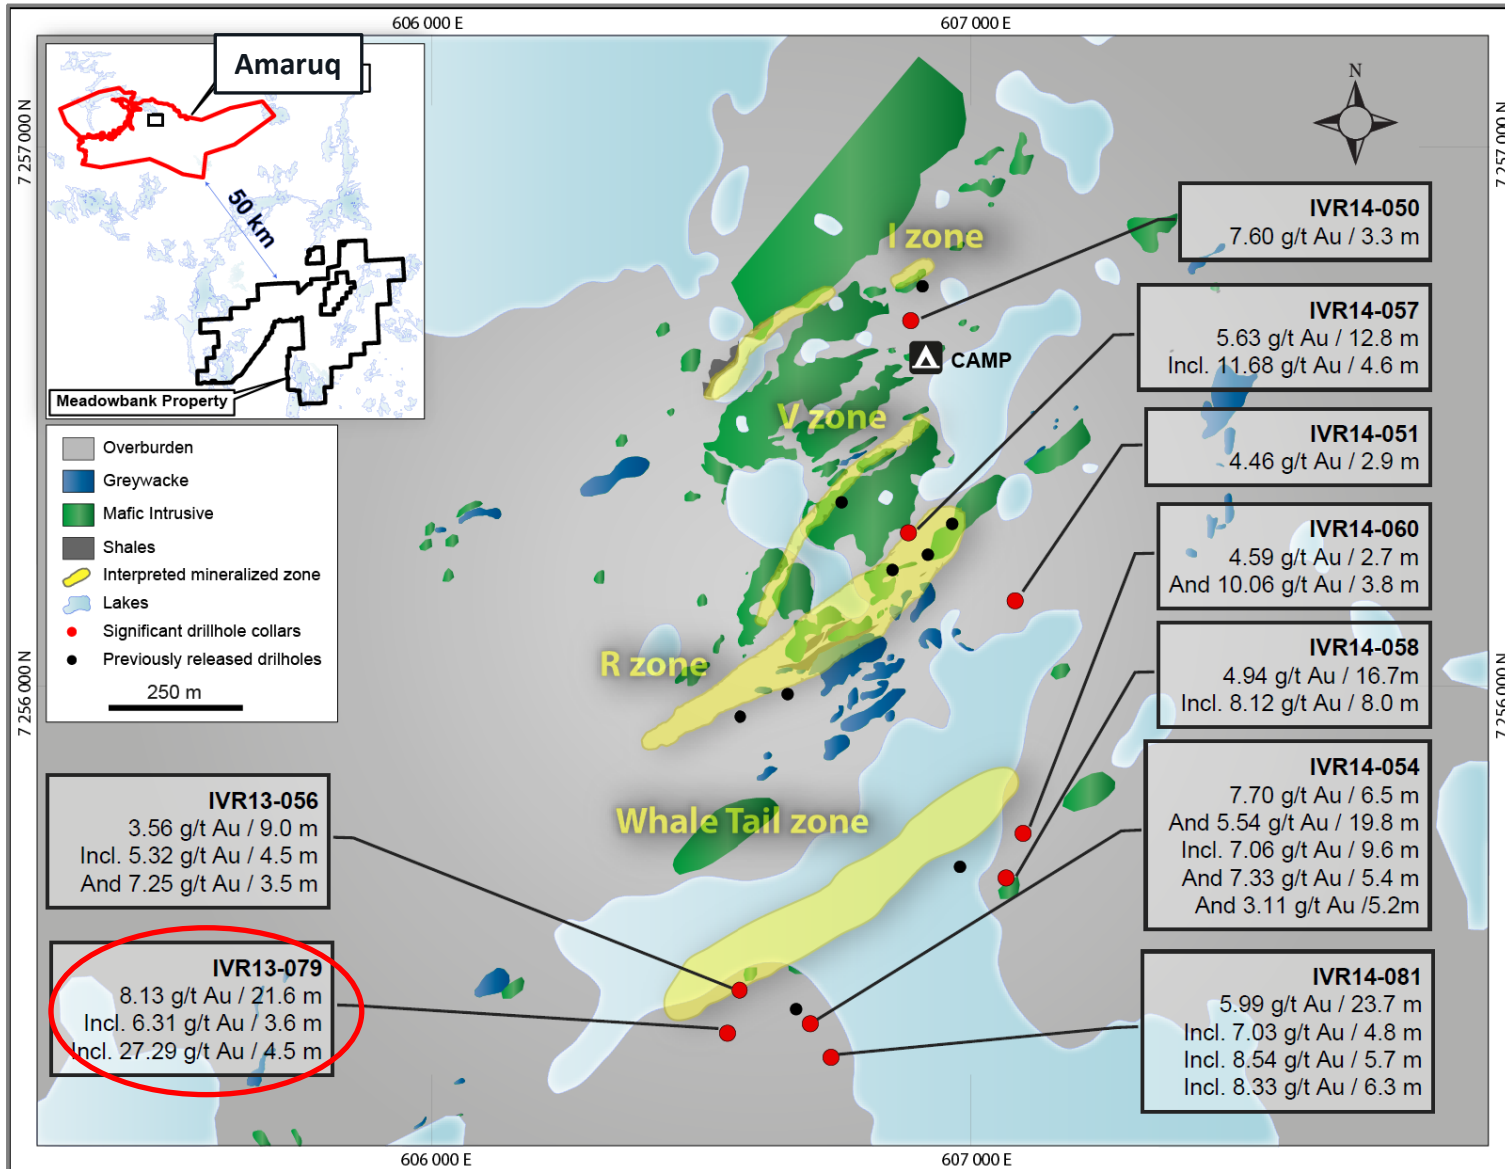 606 000 E
607 000 E
7 257 000 N
7 257 000 N
Amaruq
50 km
Meadowbank Property
N
Overburden
Greywacke
Mafic Intrusive
Shales
Interpreted mineralized zone
Lakes
Significant drillhole collars
Previously released drilholes
250 m
I zone
CAMP
V zone
R zone
Whale Tail zone
IVR14-050
7.60 g/t Au / 3.3 m
IVR14-057
5.63 g/t Au / 12.8 m
Incl. 11.68 g/t Au / 4.6 m
IVR14-051
4.46 g/t Au / 2.9 m
IVR14-060
4.59 g/t Au / 2.7 m
And 10.06 g/t Au / 3.8 m
IVR14-058
4.94 g/t Au / 16.7m
Incl. 8.12 g/t Au / 8.0 m
IVR14-054
7.70 g/t Au / 6.5 m
And 5.54 g/t Au / 19.8 m
Incl. 7.06 g/t Au / 9.6 m
And 7.33 g/t Au / 5.4 m
And 3.11 g/t Au /5.2m
IVR14-081
5.99 g/t Au / 23.7 m
Incl. 7.03 g/t Au / 4.8 m
Incl. 8.54 g/t Au / 5.7 m
Incl. 8.33 g/t Au / 6.3 m
IVR13-056
3.56 g/t Au / 9.0 m
Incl. 5.32 g/t Au / 4.5 m
And 7.25 g/t Au / 3.5 m
IVR13-079
8.13 g/t Au / 21.6 m
Incl. 6.31 g/t Au / 3.6 m
Incl. 27.29 g/t Au / 4.5 m
7 256 000 N
7 256 000 N
606 000 E
607 000 E